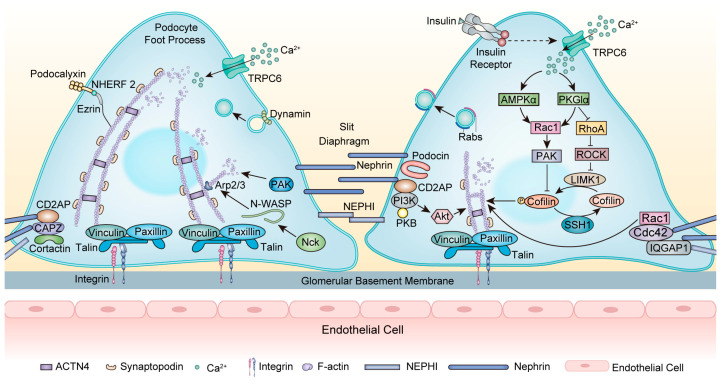 Podocyte
Foot Process
Ca²⁺
TRPC6
Podocalyxin
NHERF 2
Ezrin
Dynamin
Arp2/3
PAK
N-WASP
Nck
CD2AP
CAPZ
Cortactin
Vinculin
Paxillin
Talin
Vinculin
Paxillin
Talin
Integrin
Slit
Diaphragm
Nephrin
NEPHI
Insulin
Insulin
Receptor
Ca²⁺
TRPC6
AMPKα
PKGIα
Rac1
RhoA
PAK
ROCK
LIMK1
P
Cofilin
Cofilin
SSH1
Rabs
Podocin
CD2AP
PI3K
PKB
Akt
Vinculin
Paxillin
Talin
Rac1
Cdc42
IQGAP1
Glomerular Basement Membrane
Endothelial Cell
ACTN4
Synaptopodin
Ca²⁺
Integrin
F-actin
NEPHI
Nephrin
Endothelial Cell